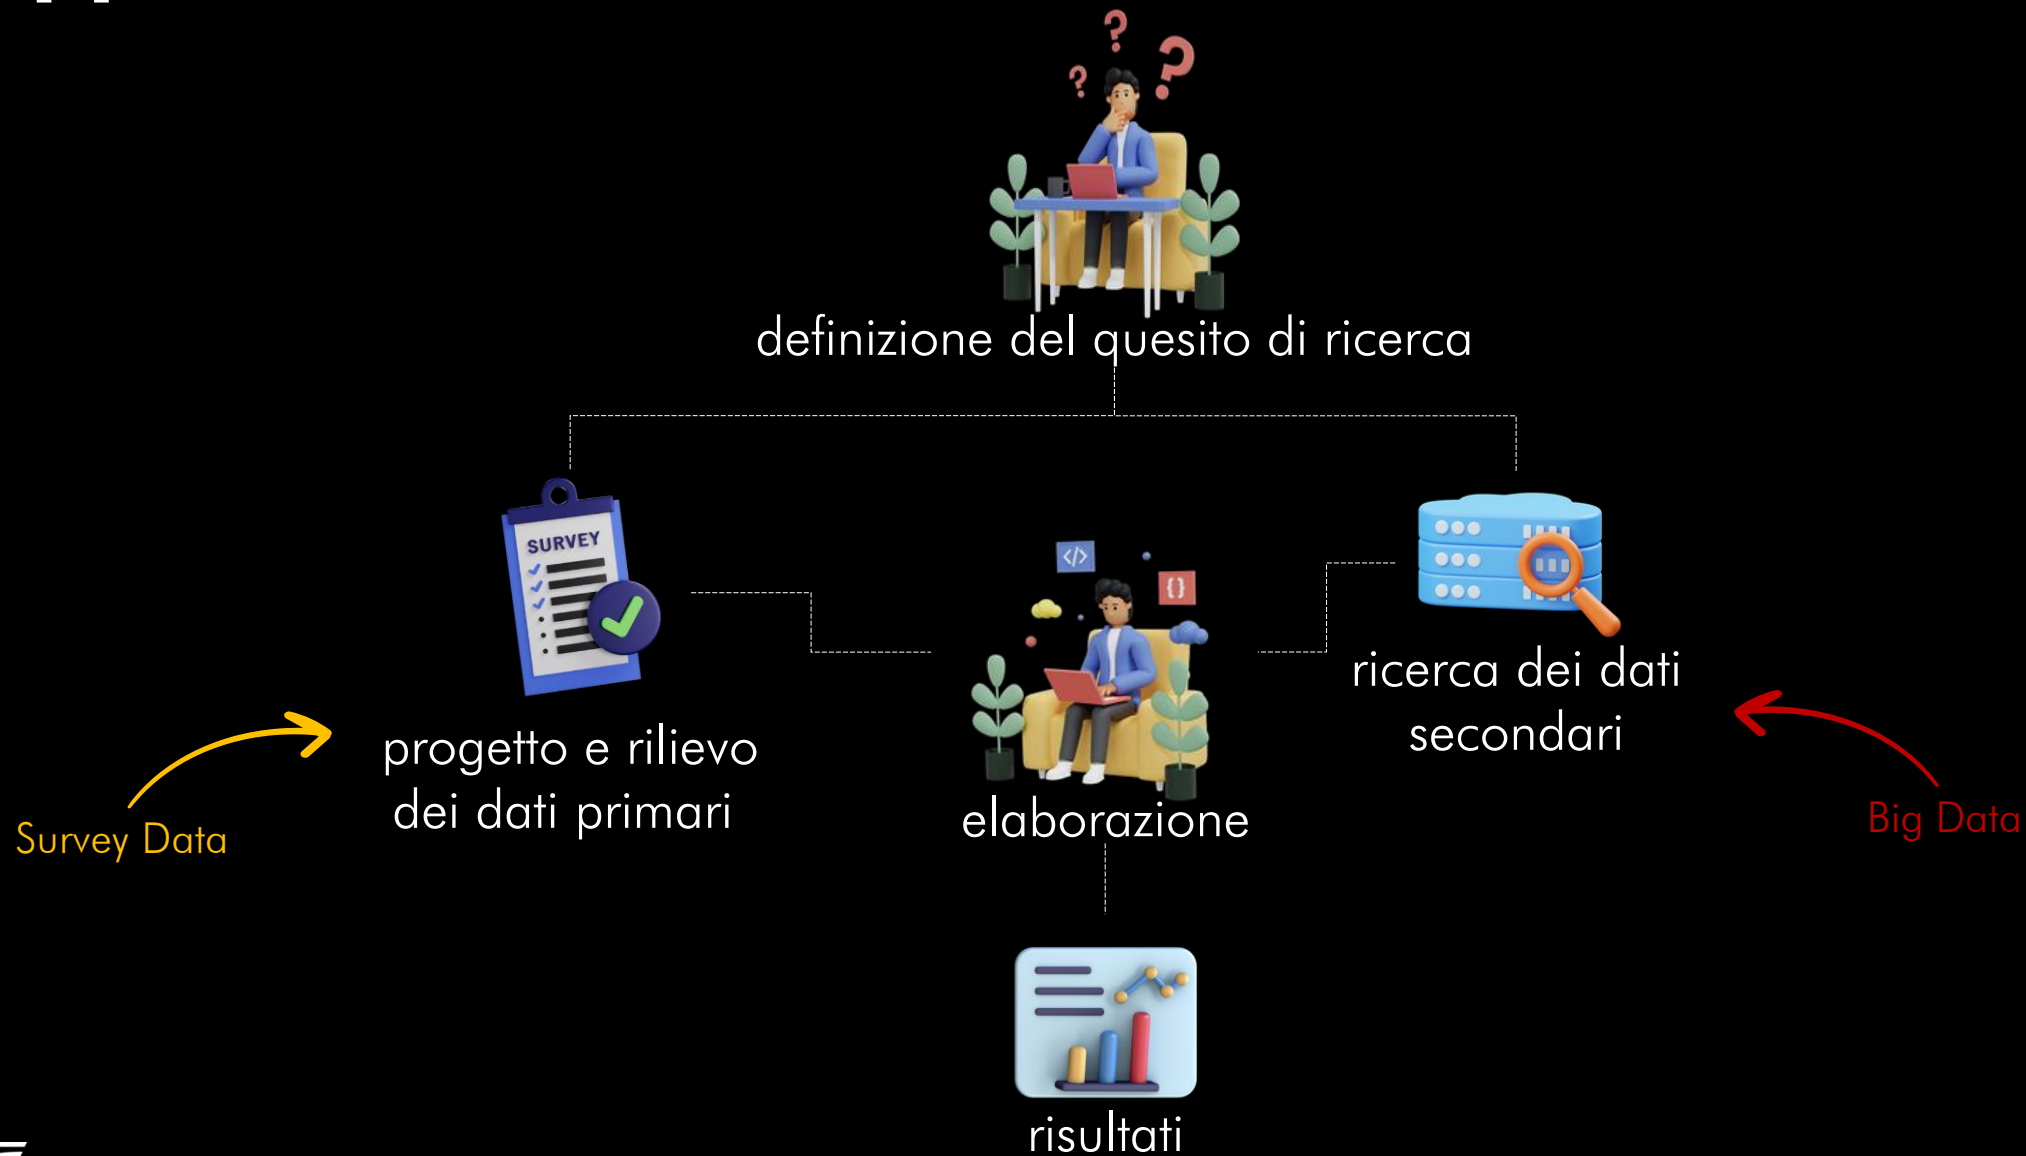 definizione del quesito di ricerca
SURVEY
</>
{}
progetto e rilievo
dei dati primari
ricerca dei dati
secondari
elaborazione
Survey Data
Big Data
risultati